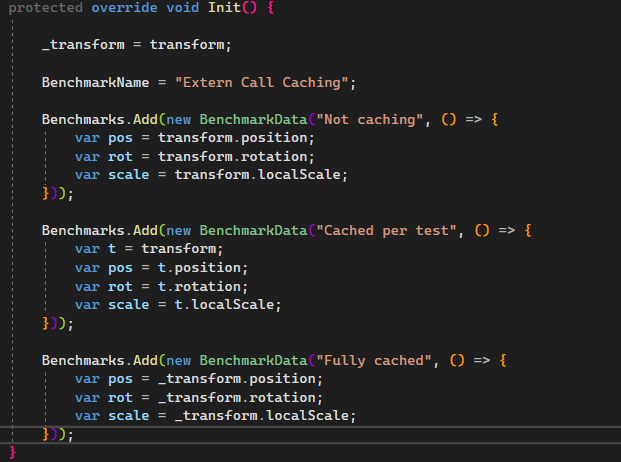 protected override void Init() {
_transform = transform;
BenchmarkName = "Extern Call Caching";
Benchmarks.Add(new BenchmarkData("Not caching", () => {
var pos = transform.position;
var rot = transform.rotation;
var scale = transform.localScale;
}));
Benchmarks.Add(new BenchmarkData("Cached per test", () => {
var t = transform;
var pos = t.position;
var rot = t.rotation;
var scale = t.localScale;
}));
Benchmarks.Add(new BenchmarkData("Fully cached", () => {
var pos = _transform.position;
var rot = _transform.rotation;
var scale = _transform.localScale;
}));
}